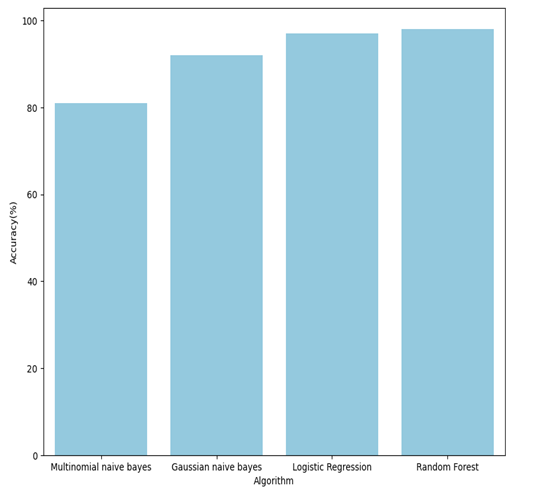 100
80
60
40
20
0
Accuracy(%)
Multinomial naive bayes
Gaussian naive bayes
Logistic Regression
Random Forest
Algorithm